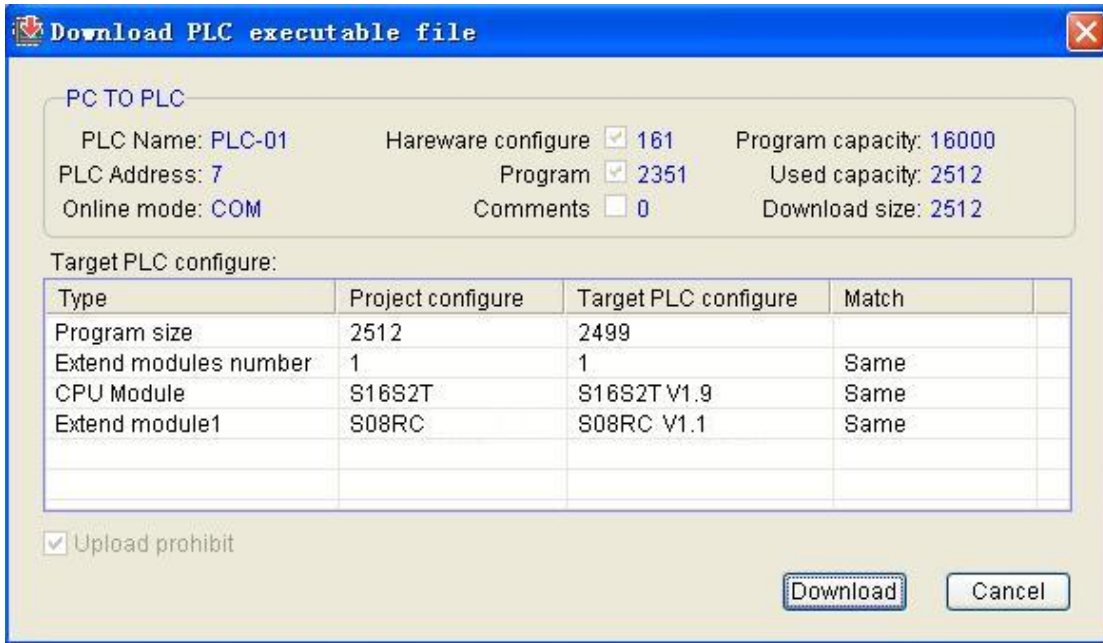 Download PLC executable file
PC TO PLC
PLC Name: PLC-01 Hareware configure 161 Program capacity: 16000
PLC Address: 7 Program 2351 Used capacity: 2512
Online mode: COM Comments 0 Download size: 2512
Target PLC configure:
Type Project configure Target PLC configure Match
Program size 2512 2499
Extend modules number 1 1 Same
CPU Module S16S2T S16S2T V1.9 Same
Extend module1 S08RC S08RC V1.1 Same
Upload prohibit
Download Cancel